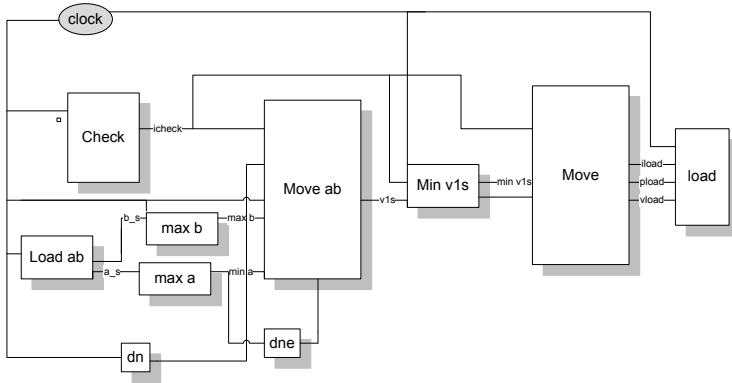 clock
Check
icheck
Move ab
Move
load
iload
pload
vload
Min v1s
min v1s
v1s
b_s
max b
max b
Load ab
a_s
max a
min a
dne
dn